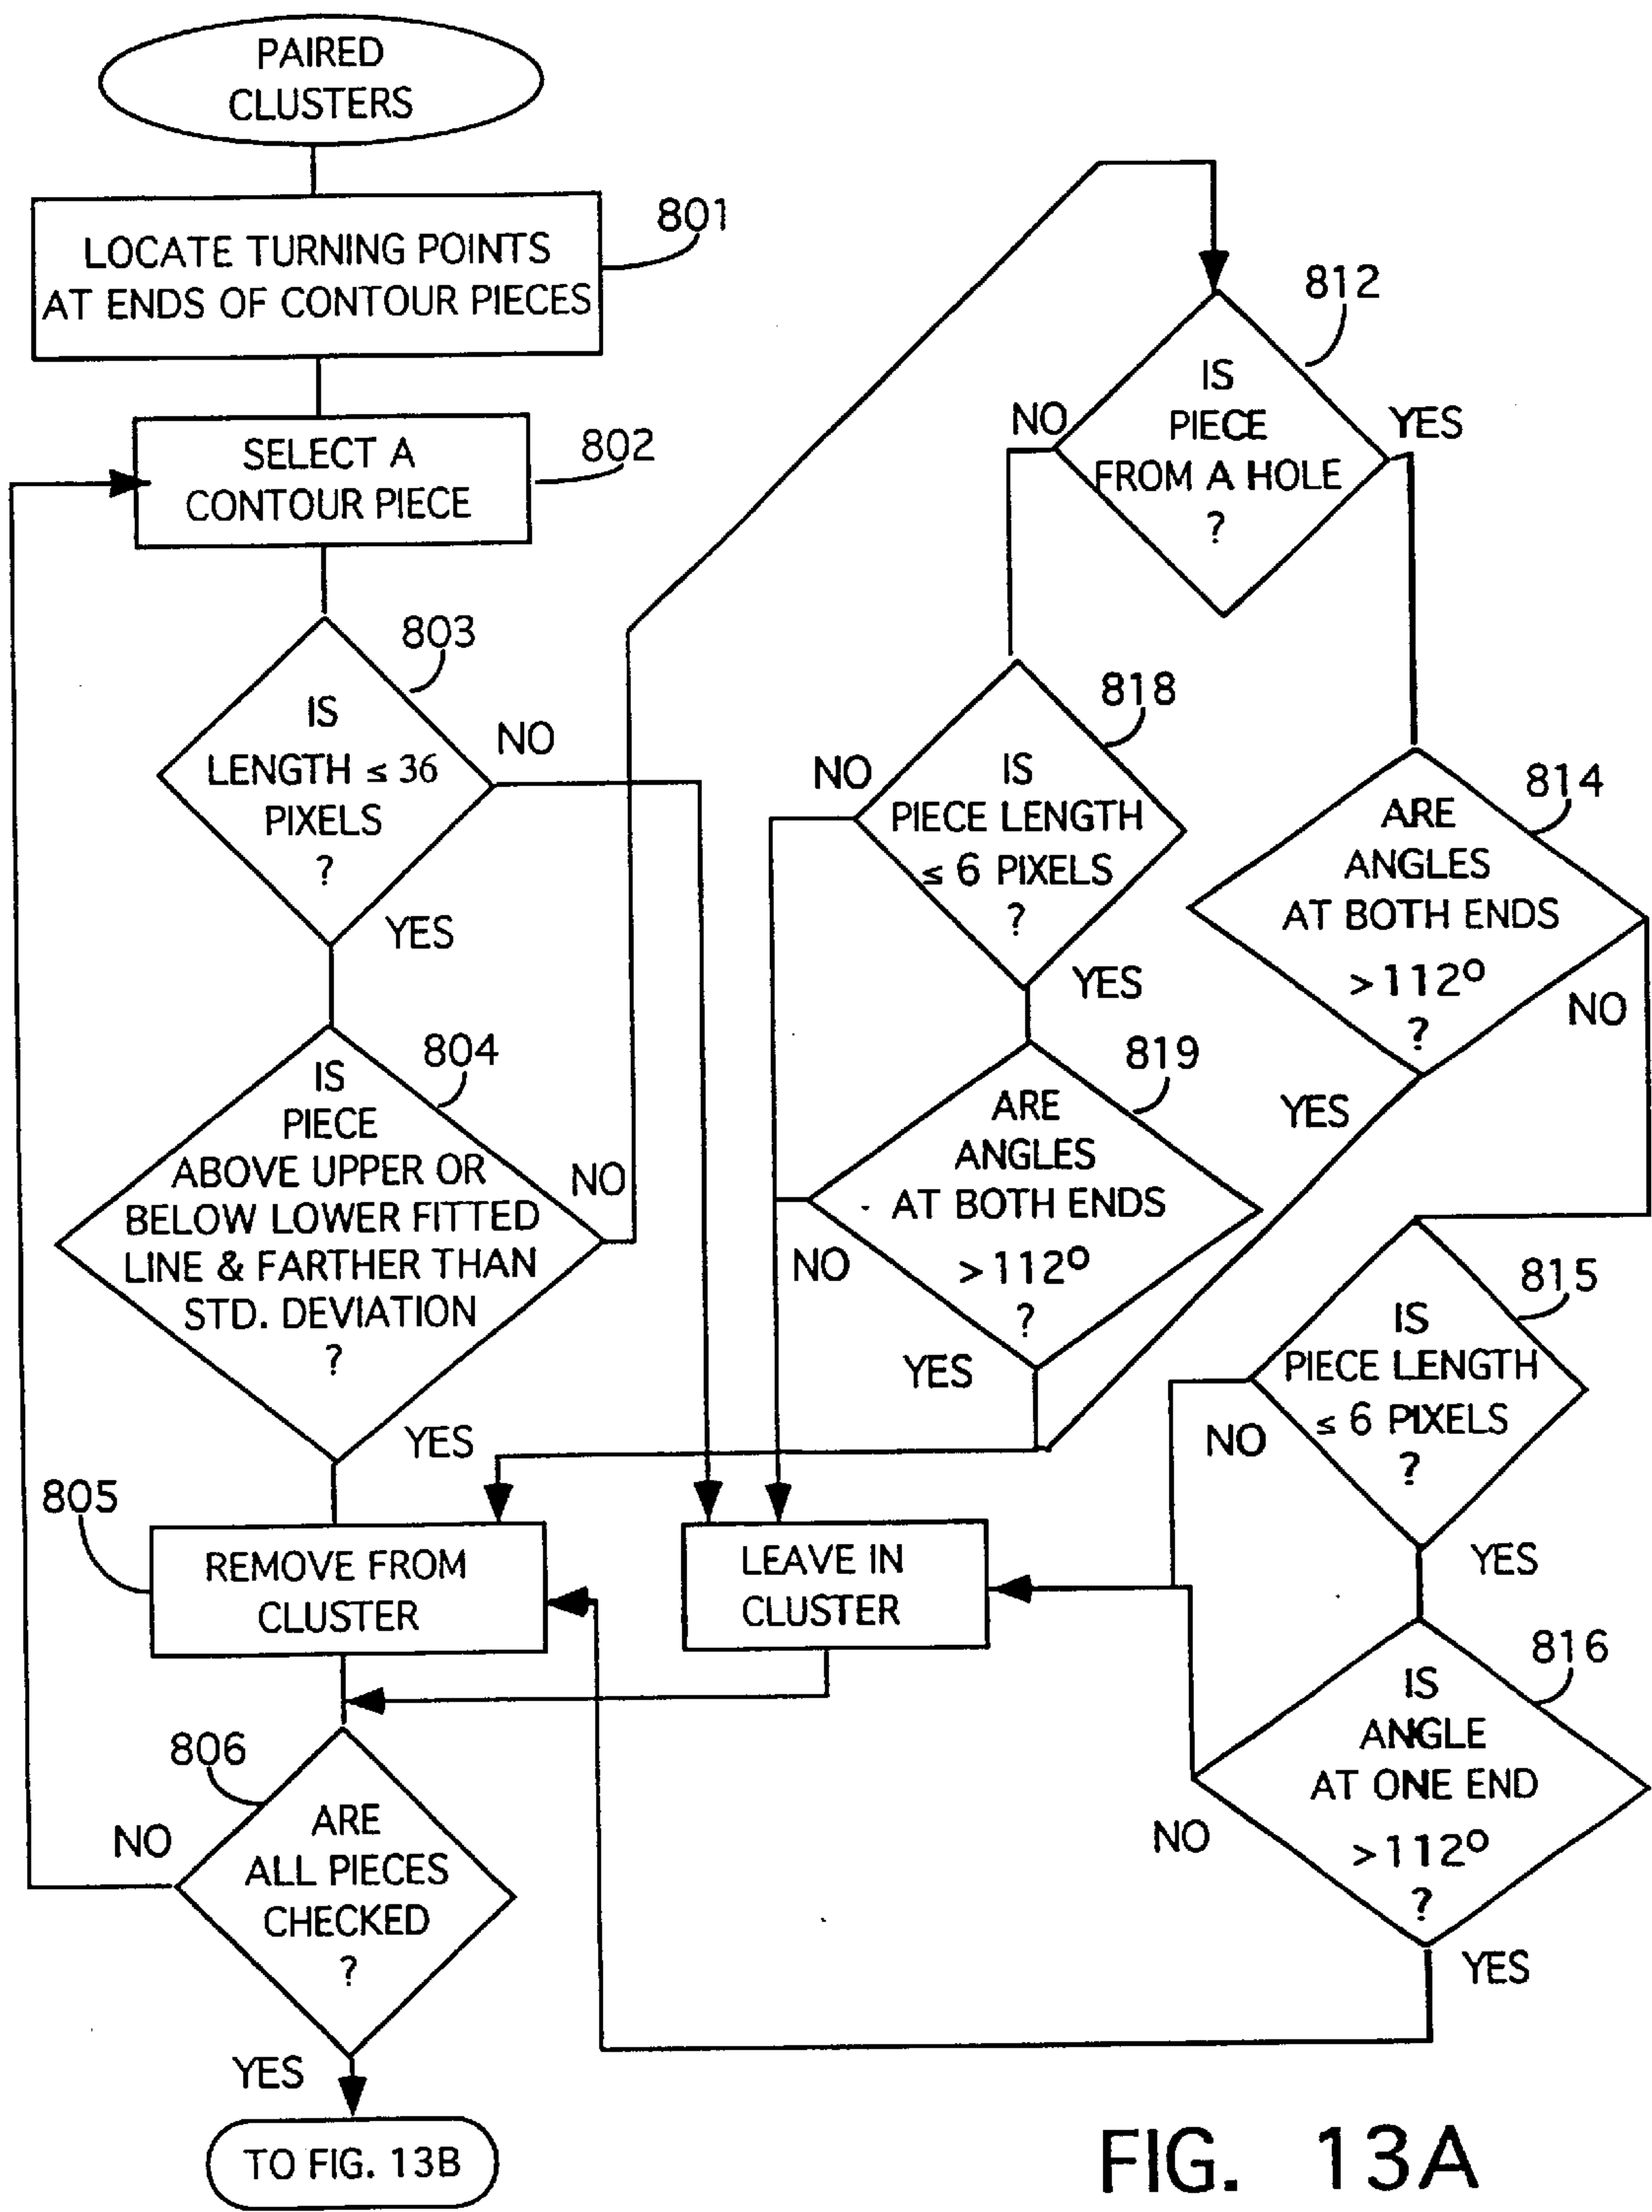 PAIRED
CLUSTERS
801
LOCATE TURNING POINTS
AT ENDS OF CONTOUR PIECES
802
SELECT A
CONTOUR PIECE
803
IS
LENGTH ≤ 36
PIXELS
?
NO
YES
804
IS
PIECE
ABOVE UPPER OR
BELOW LOWER FITTED
LINE & FARTHER THAN
STD. DEVIATION
?
NO
YES
805
REMOVE FROM
CLUSTER
LEAVE IN
CLUSTER
806
ARE
ALL PIECES
CHECKED
?
NO
YES
TO FIG. 13B
812
IS
PIECE
FROM A HOLE
?
NO
YES
818
IS
PIECE LENGTH
≤ 6 PIXELS
?
NO
YES
819
ARE
ANGLES
AT BOTH ENDS
>112º
?
NO
YES
814
ARE
ANGLES
AT BOTH ENDS
>112º
?
NO
YES
815
IS
PIECE LENGTH
≤ 6 PIXELS
?
NO
YES
816
IS
ANGLE
AT ONE END
>112º
?
NO
YES
FIG. 13A